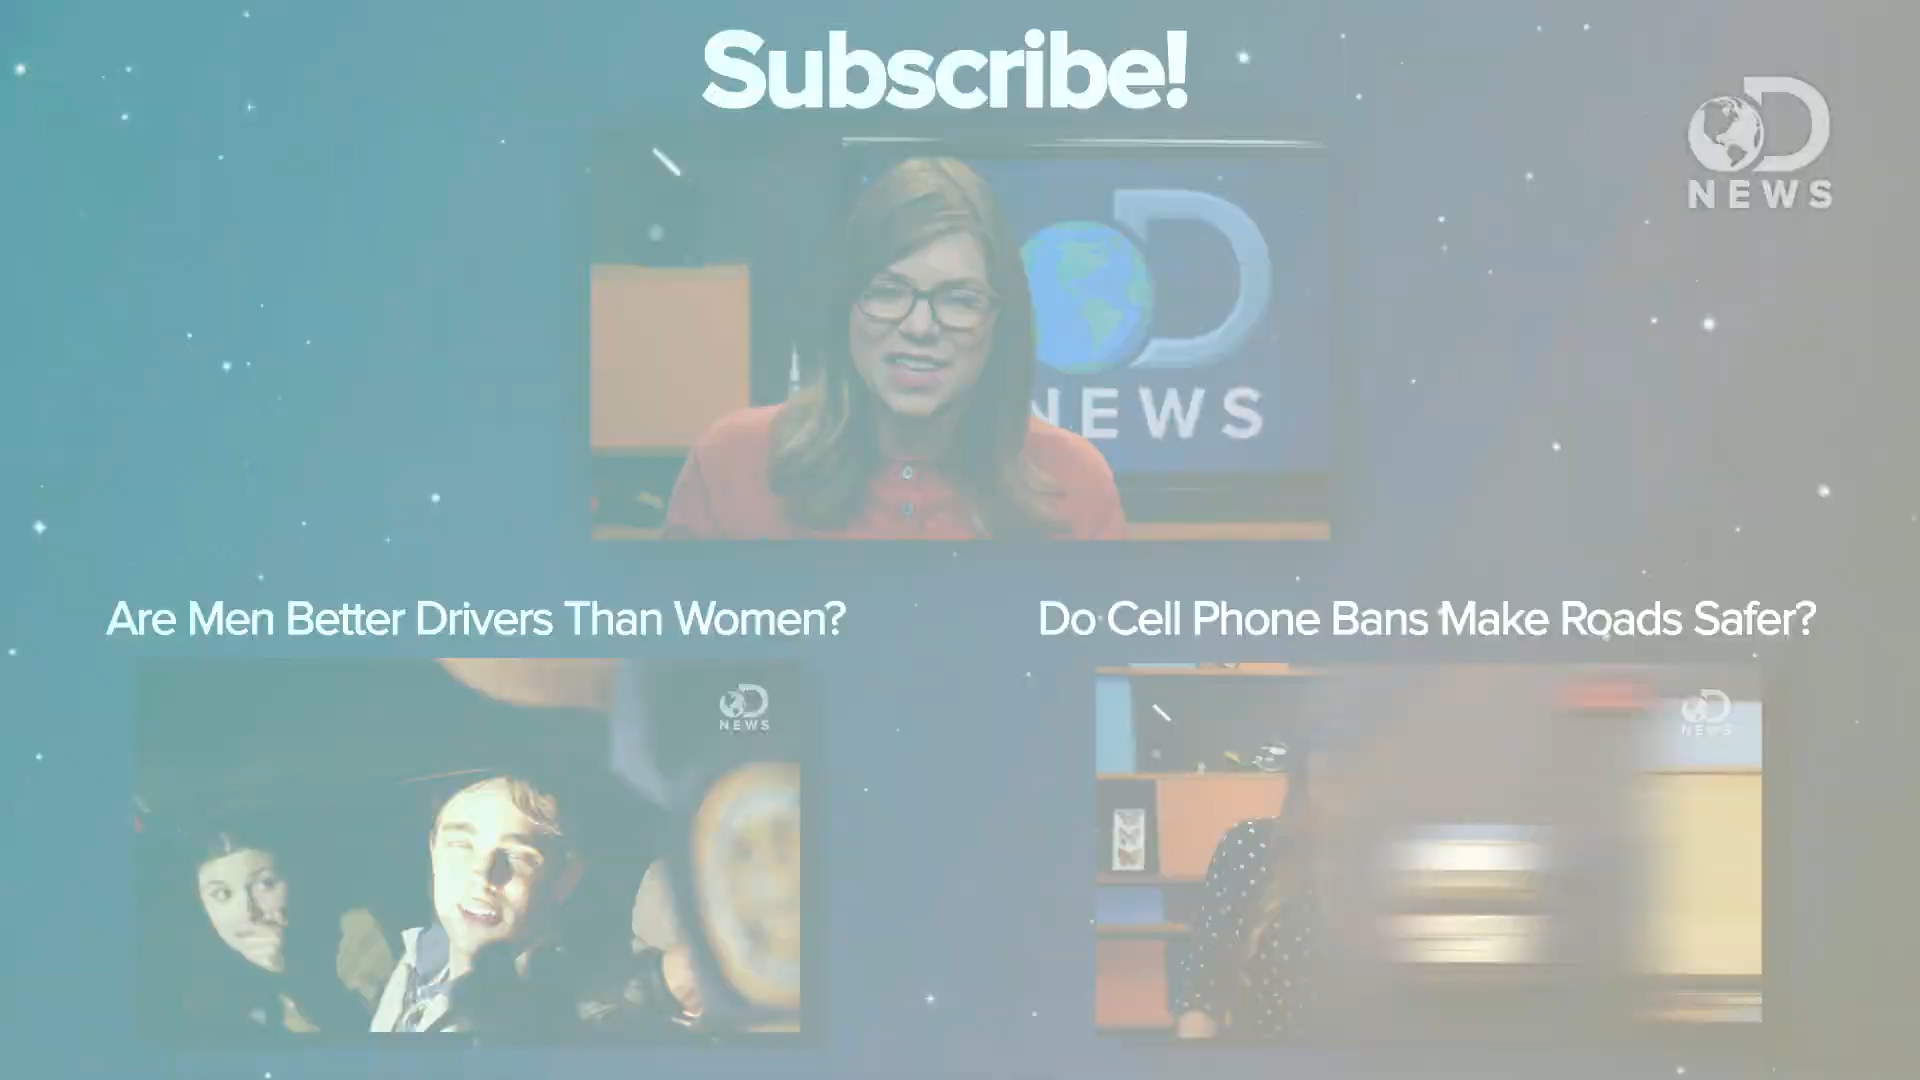 Subscribe!
D
NEWS
D
NEWS
Are Men Better Drivers Than Women?
Do Cell Phone Bans Make Roads Safer?
D
NEWS
D
NEWS